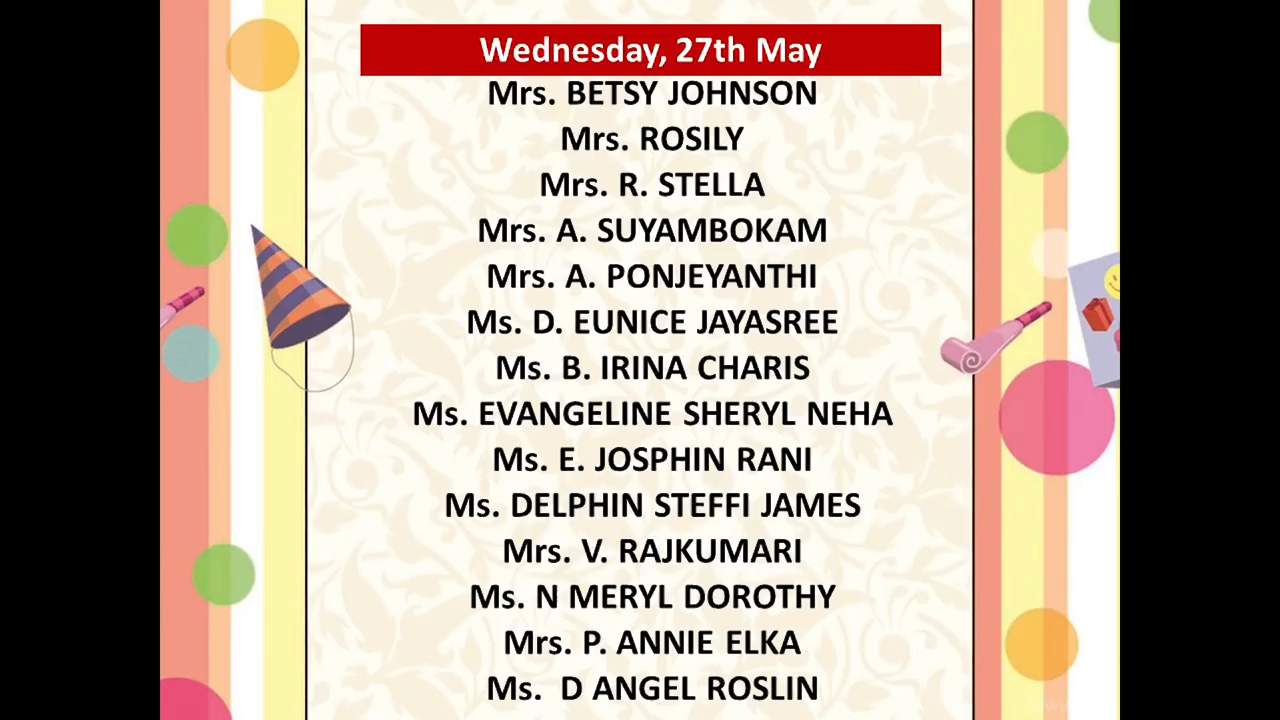 Wednesday, 27th May
Mrs. BETSY JOHNSON
Mrs. ROSILY
Mrs. R. STELLA
Mrs. A. SUYAMBOKAM
Mrs. A. PONJEYANTHI
Ms. D. EUNICE JAYASREE
Ms. B. IRINA CHARIS
Ms. EVANGELINE SHERYL NEHA
Ms. E. JOSPHIN RANI
Ms. DELPHIN STEFFI JAMES
Mrs. V. RAJKUMARI
Ms. N MERYL DOROTHY
Mrs. P. ANNIE ELKA
Ms.  D ANGEL ROSLIN